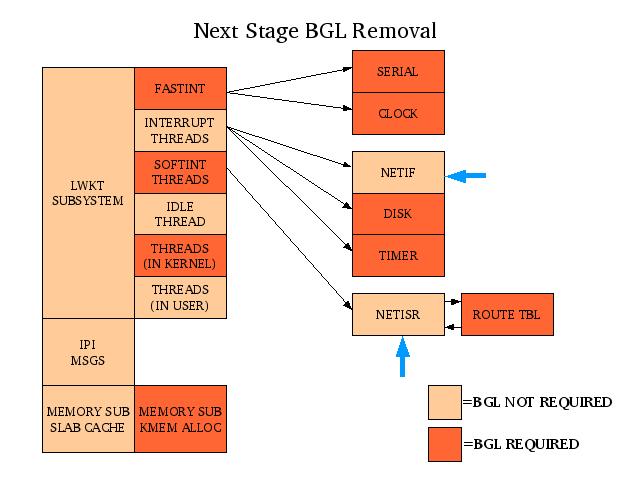 Next Stage BGL Removal
LWKT
SUBSYSTEM
FASTINT
INTERRUPT
THREADS
SOFTINT
THREADS
IDLE
THREAD
THREADS
(IN KERNEL)
THREADS
(IN USER)
IPI
MSGS
MEMORY SUB
SLAB CACHE
MEMORY SUB
KMEM ALLOC
SERIAL
CLOCK
NETIF
DISK
TIMER
NETISR
ROUTE TBL
=BGL NOT REQUIRED
=BGL REQUIRED